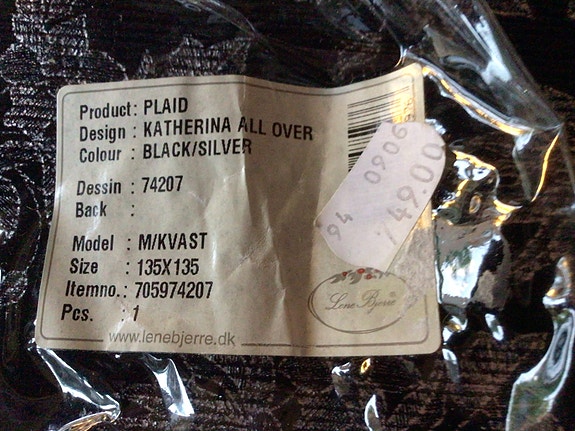 Product : PLAID
Design : KATHERINA ALL OVER
Colour : BLACK/SILVER
Dessin : 74207
Back :
Model : M/KVAST
Size : 135X135
Itemno. : 705974207
Pcs. : 1
www.lenebjerre.dk
94 0906
49.00
Lene Bjerre